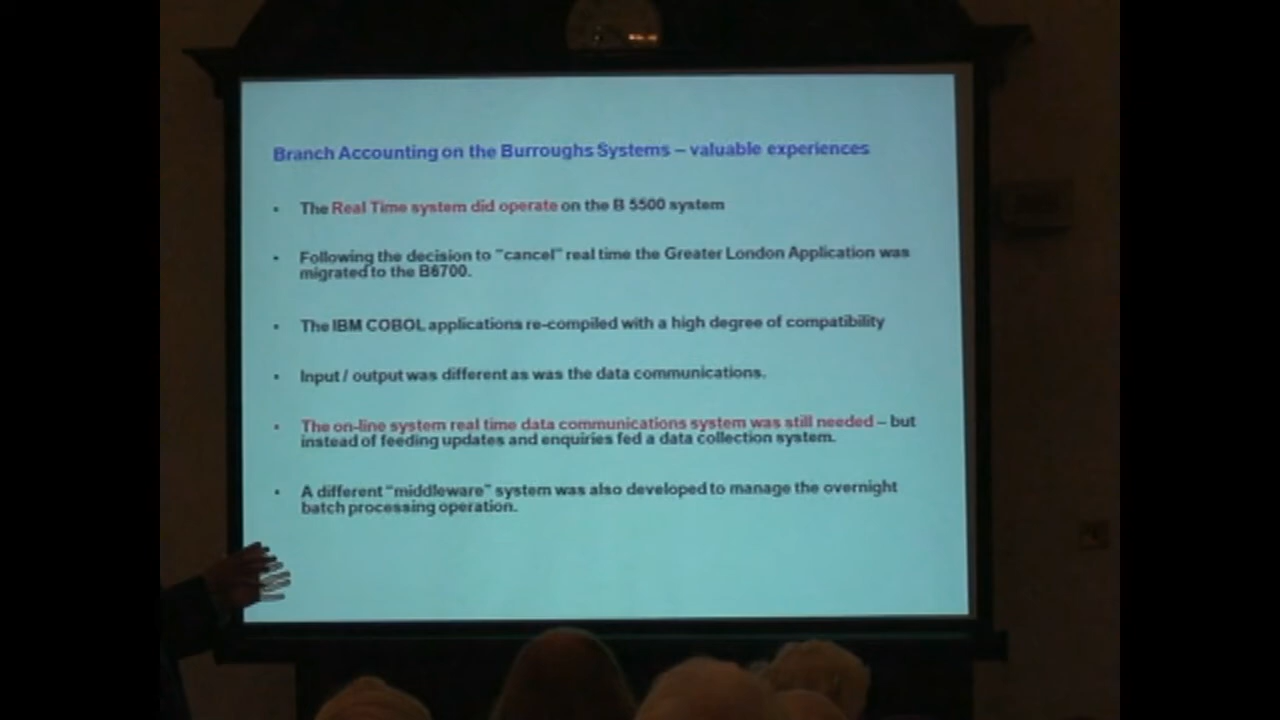 Branch Accounting on the Burroughs Systems – valuable experiences
• The Real Time system did operate on the B 5500 system
• Following the decision to "cancel" real time the Greater London Application was
migrated to the B6700.
• The IBM COBOL applications re-compiled with a high degree of compatibility
• Input / output was different as was the data communications.
• The on-line system real time data communications system was still needed – but
instead of feeding updates and enquiries fed a data collection system.
• A different "middleware" system was also developed to manage the overnight
batch processing operation.